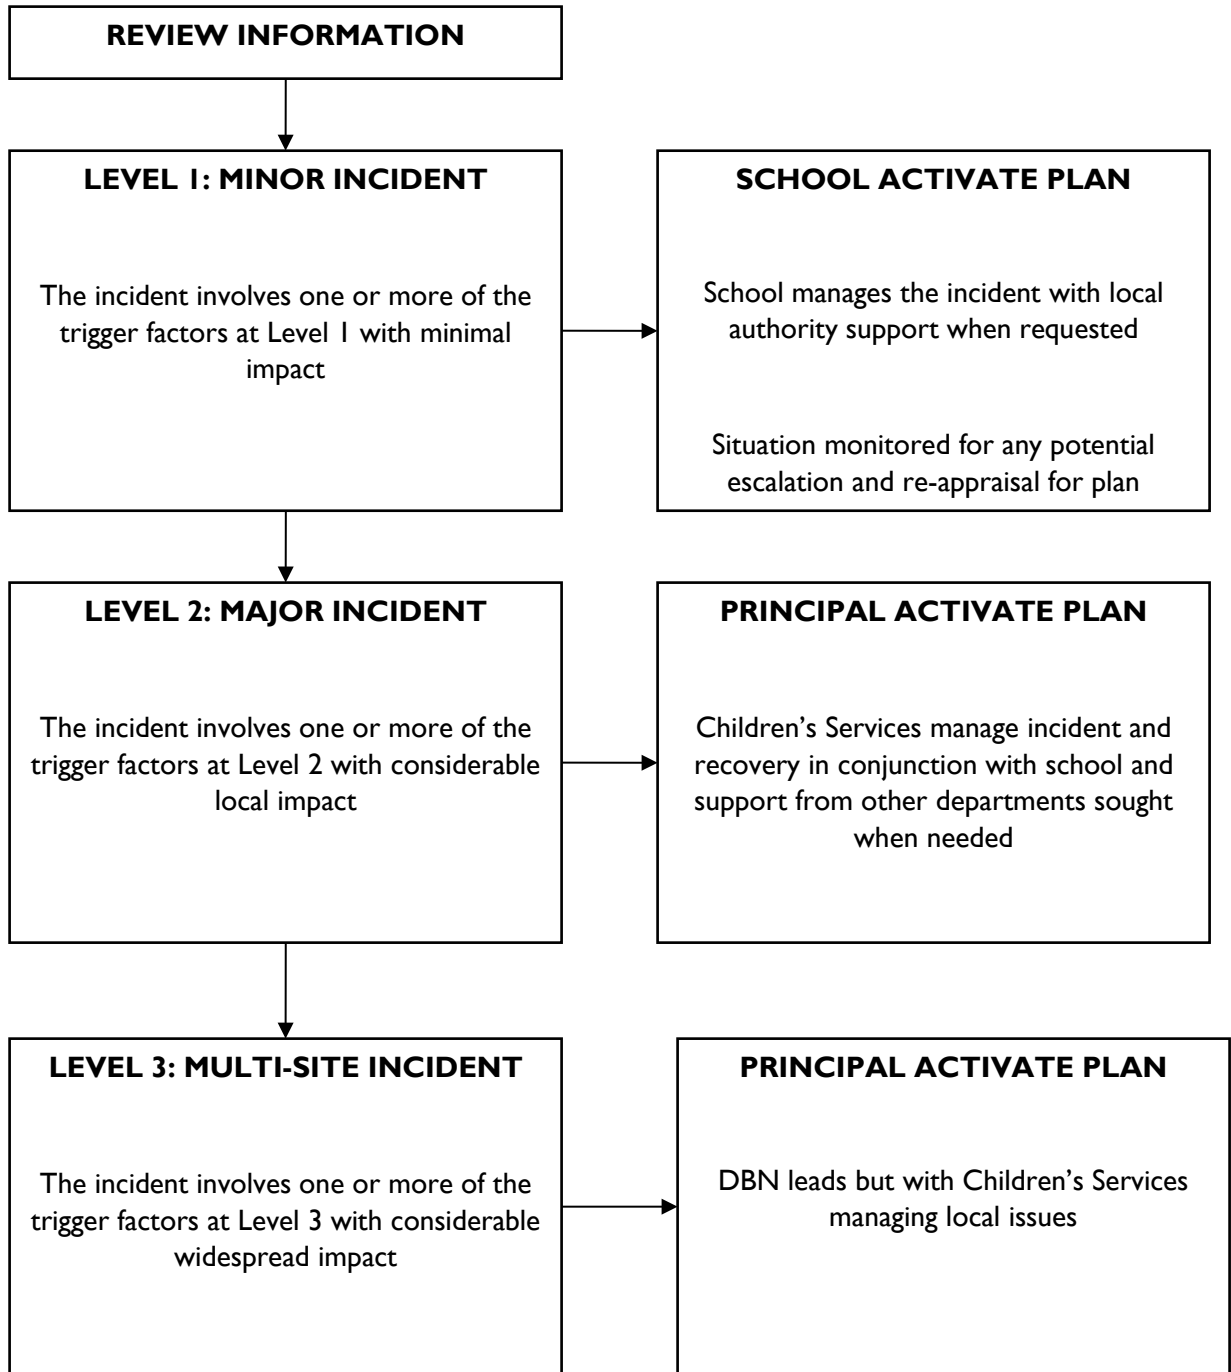 REVIEW INFORMATION
LEVEL 1: MINOR INCIDENT
The incident involves one or more of the
trigger factors at Level 1 with minimal
impact
SCHOOL ACTIVATE PLAN
School manages the incident with local
authority support when requested
Situation monitored for any potential
escalation and re-appraisal for plan
LEVEL 2: MAJOR INCIDENT
The incident involves one or more of the
trigger factors at Level 2 with considerable
local impact
PRINCIPAL ACTIVATE PLAN
Children’s Services manage incident and
recovery in conjunction with school and
support from other departments sought
when needed
LEVEL 3: MULTI-SITE INCIDENT
The incident involves one or more of the
trigger factors at Level 3 with considerable
widespread impact
PRINCIPAL ACTIVATE PLAN
DBN leads but with Children’s Services
managing local issues